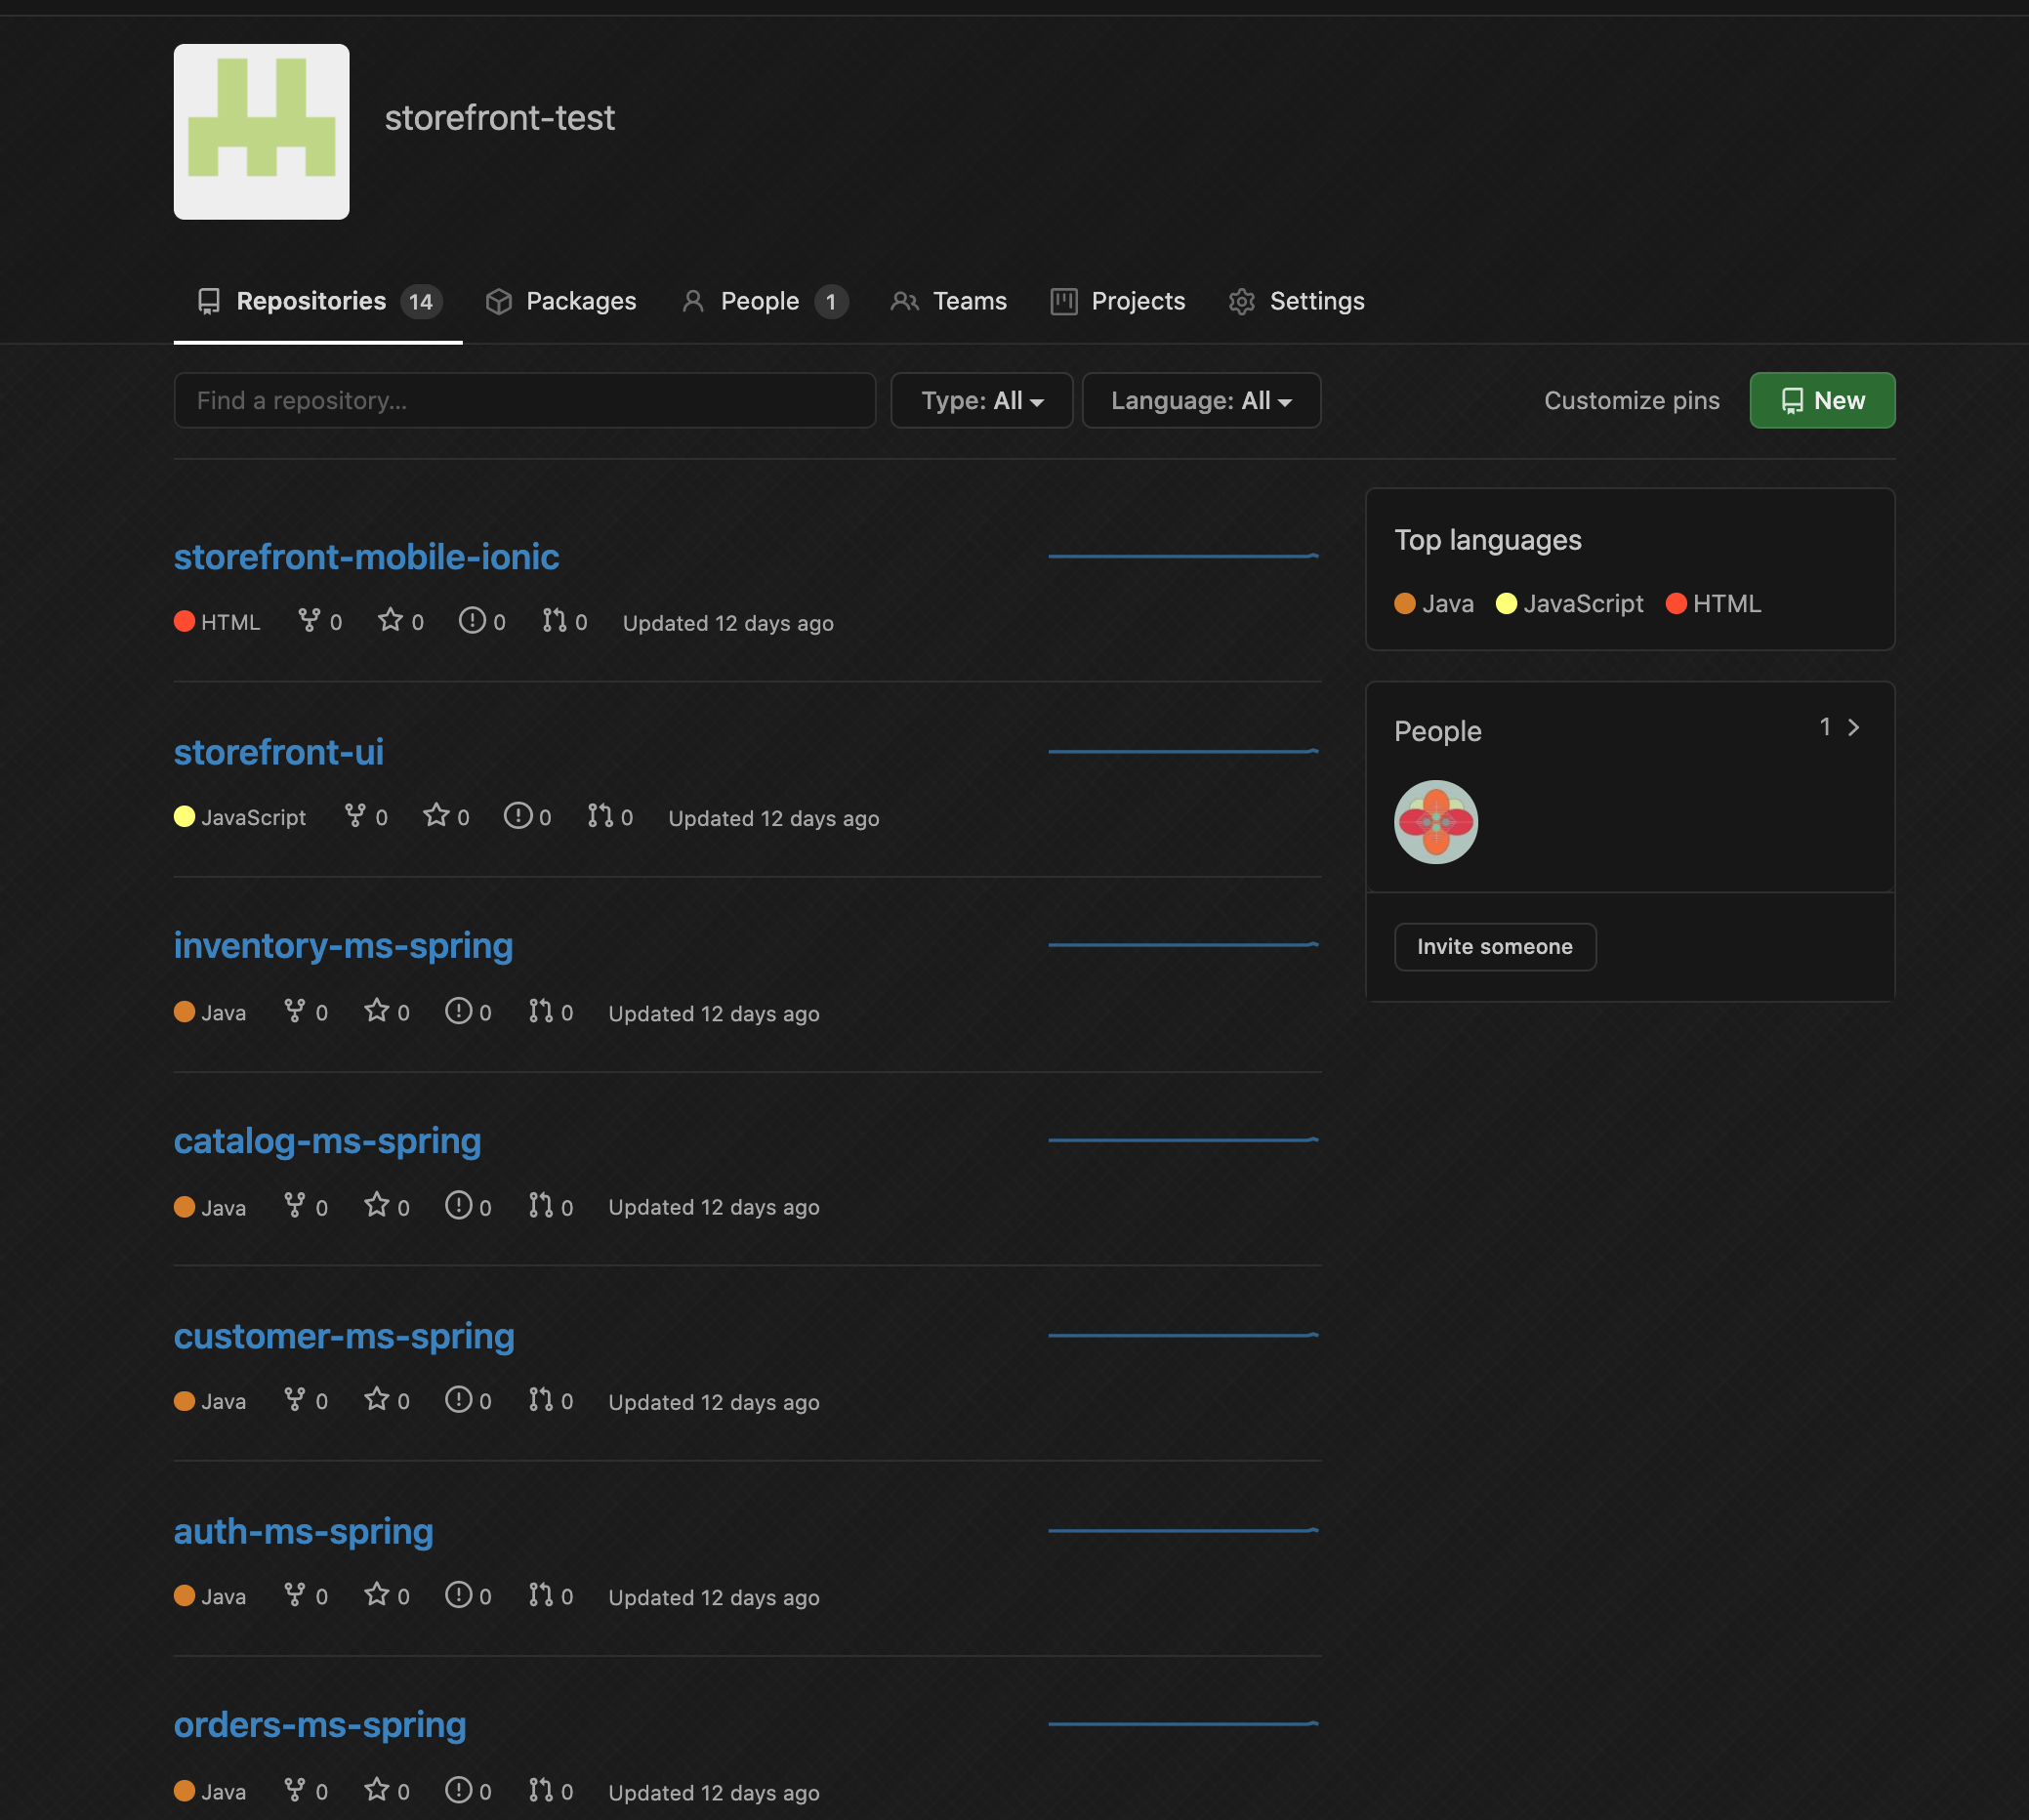 storefront-test
Repositories 14 Packages People 1 Teams Projects Settings
Find a repository... Type: All Language: All Customize pins New
storefront-mobile-ionic
HTML 0 0 0 0 Updated 12 days ago
storefront-ui
JavaScript 0 0 0 0 Updated 12 days ago
inventory-ms-spring
Java 0 0 0 0 Updated 12 days ago
catalog-ms-spring
Java 0 0 0 0 Updated 12 days ago
customer-ms-spring
Java 0 0 0 0 Updated 12 days ago
auth-ms-spring
Java 0 0 0 0 Updated 12 days ago
orders-ms-spring
Java 0 0 0 0 Updated 12 days ago
Top languages
Java JavaScript HTML
People 1
Invite someone